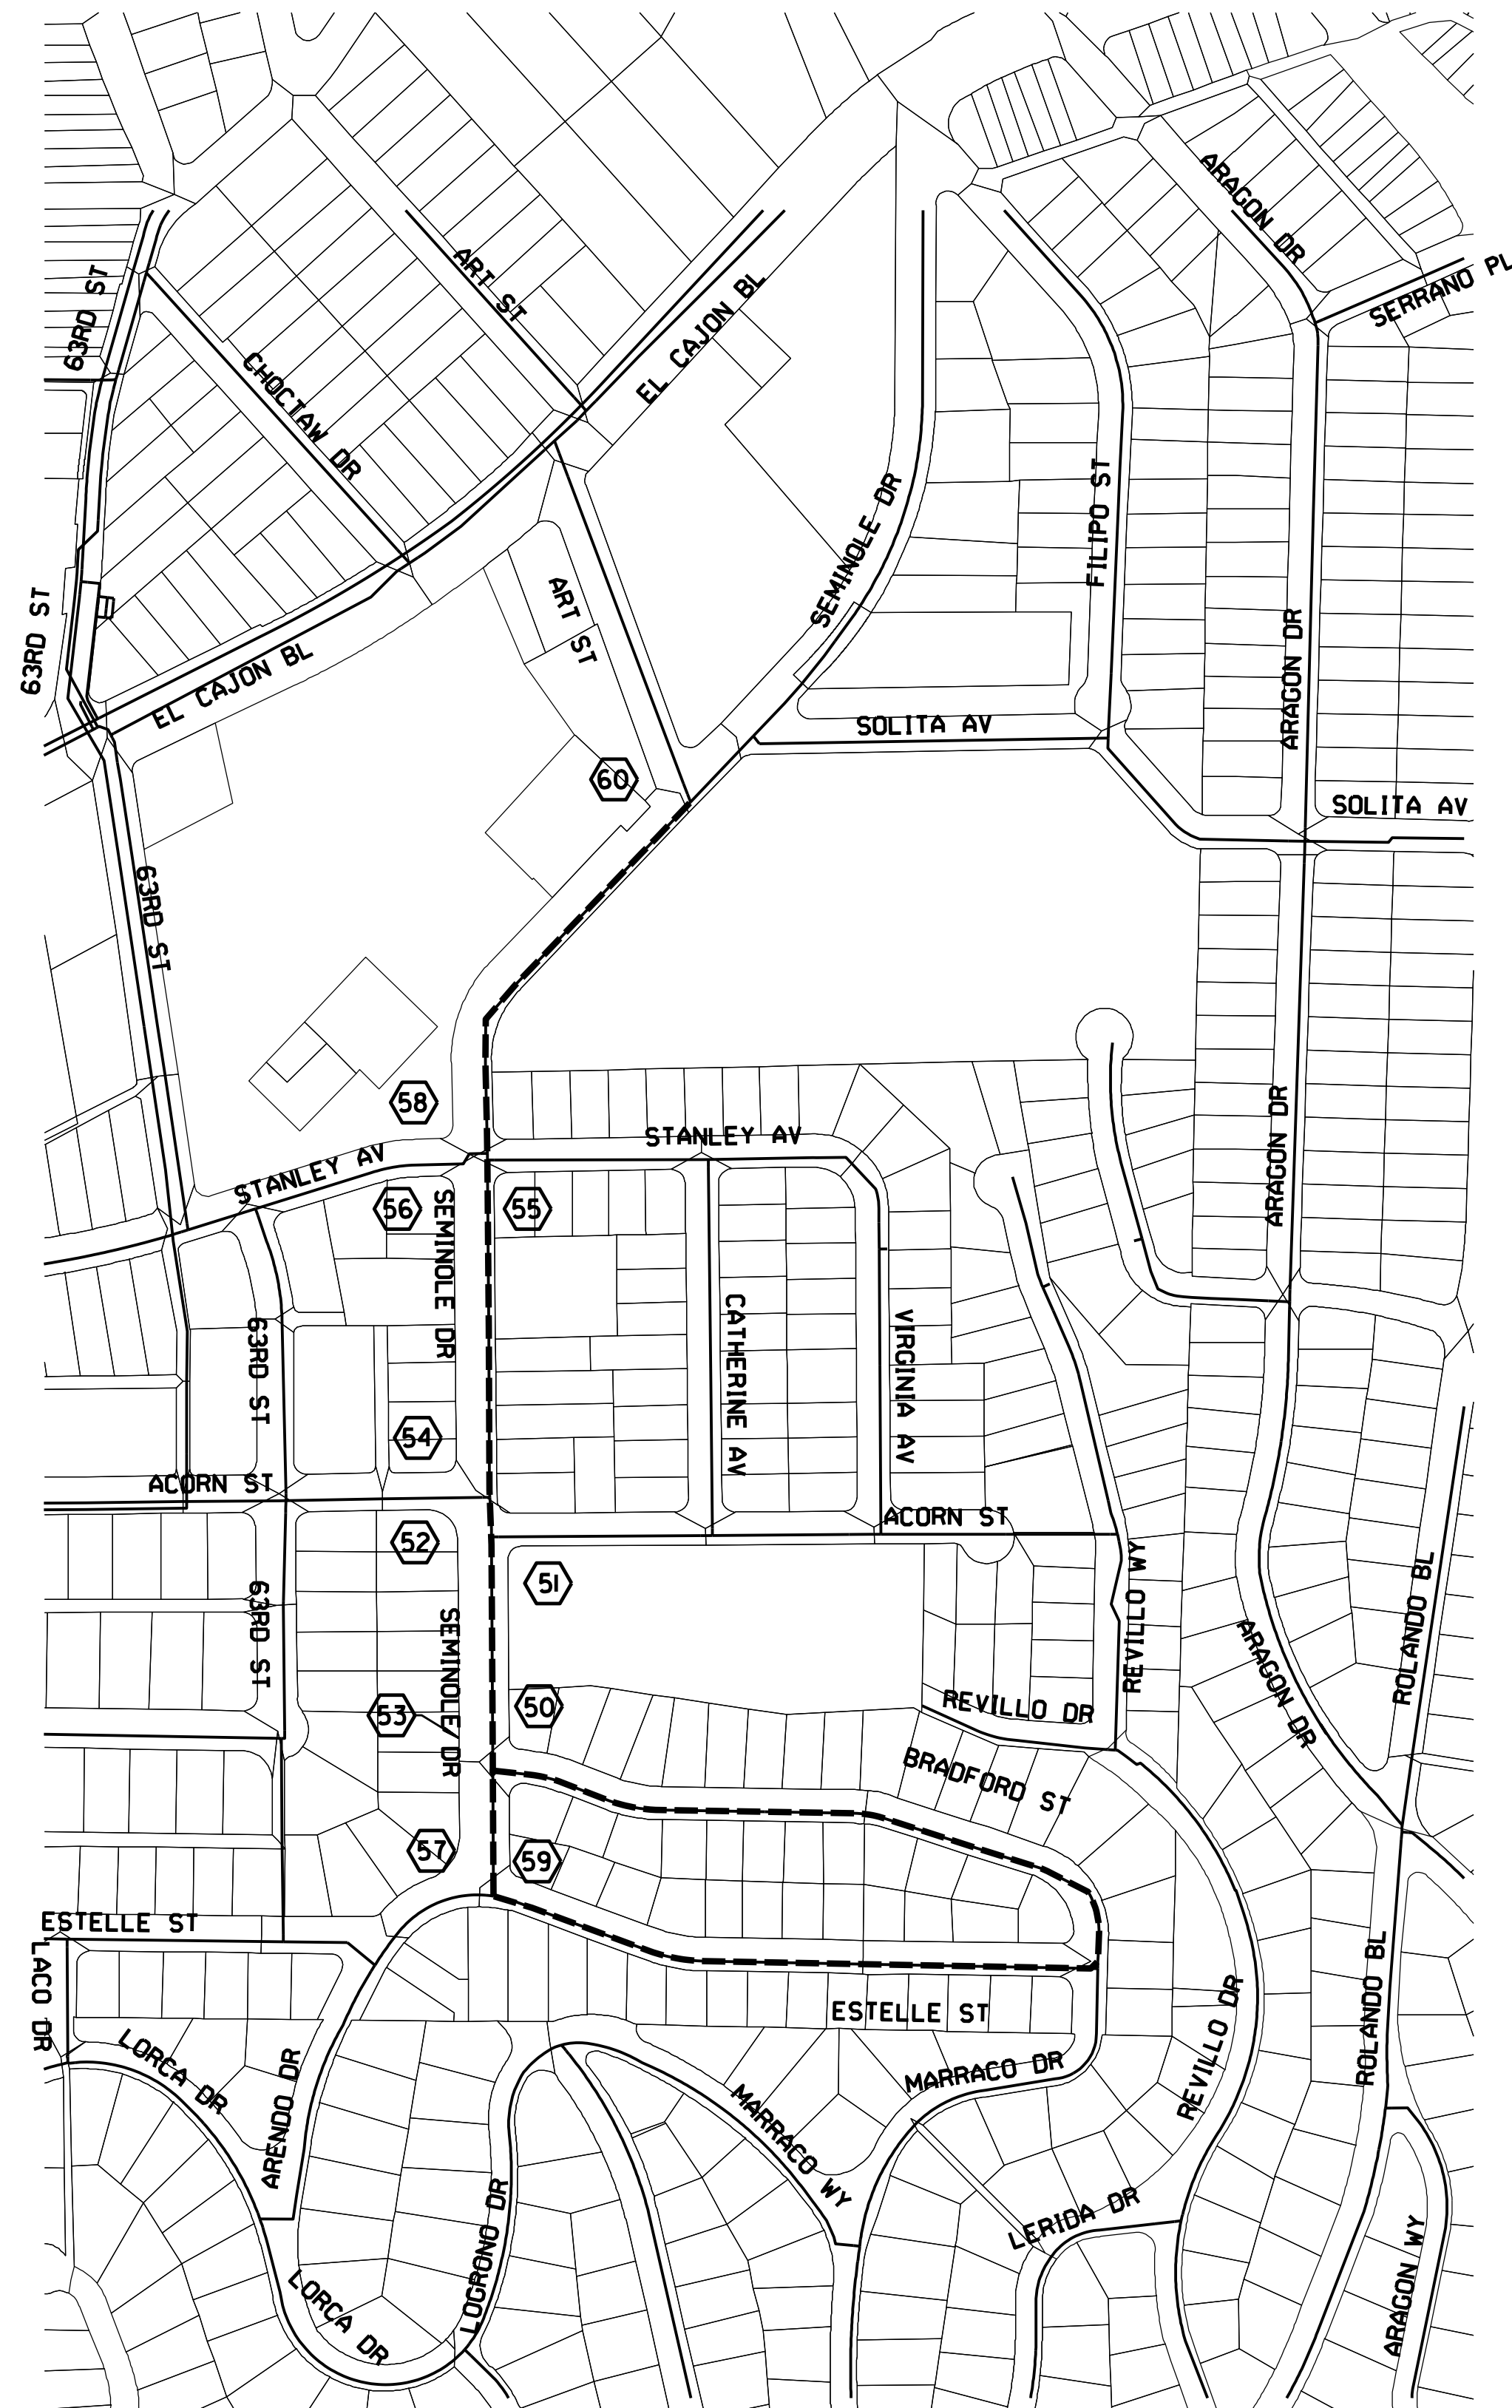 ARAGON DR
SERRANO PL
63RD ST
ART ST
EL CAJON BL
CHOCTAW DR
SEMINOLE DR
FILIPO ST
ART ST
63RD ST
EL CAJON BL
ARAGON DR
SOLITA AV
60
SOLITA AV
63RD ST
58
STANLEY AV
STANLEY AV
ARAGON DR
56
SEMINOLE DR
55
63RD ST
CATHERINE AV
VIRGINIA AV
54
ACORN ST
ACORN ST
52
51
63RD ST
SEMINOLE DR
REVILLO WY
ROLANDO BL
ARAGON DR
53
50
REVILLO DR
BRADFORD ST
57
59
ESTELLE ST
LACO DR
ESTELLE ST
ROLANDO BL
REVILLO DR
LORCA DR
ARENDO DR
MARRACO DR
MARRACO WY
LERIDA DR
LOGRONO DR
LORCA DR
ARAGON WY